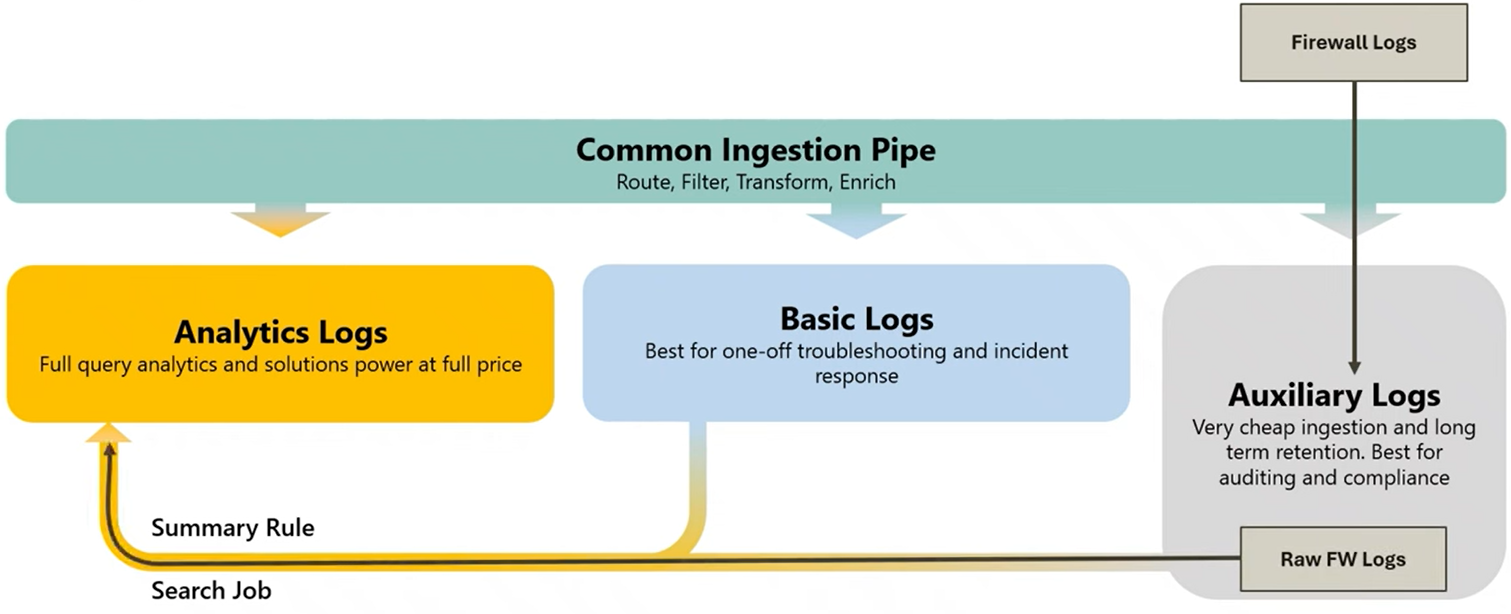 Firewall Logs
Common Ingestion Pipe
Route, Filter, Transform, Enrich
Analytics Logs
Full query analytics and solutions power at full price
Basic Logs
Best for one-off troubleshooting and incident
response
Auxiliary Logs
Very cheap ingestion and long
term retention. Best for
auditing and compliance
Summary Rule
Search Job
Raw FW Logs